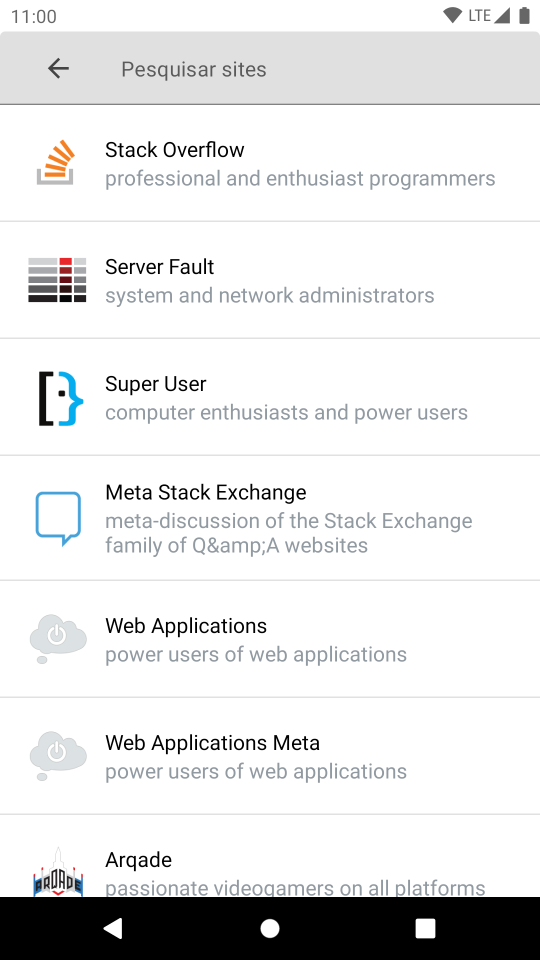 11:00
LTE
Pesquisar sites
Stack Overflow
professional and enthusiast programmers
Server Fault
system and network administrators
Super User
computer enthusiasts and power users
Meta Stack Exchange
meta-discussion of the Stack Exchange
family of Q&amp;A websites
Web Applications
power users of web applications
Web Applications Meta
power users of web applications
ARQADE
Arqade
passionate videogamers on all platforms